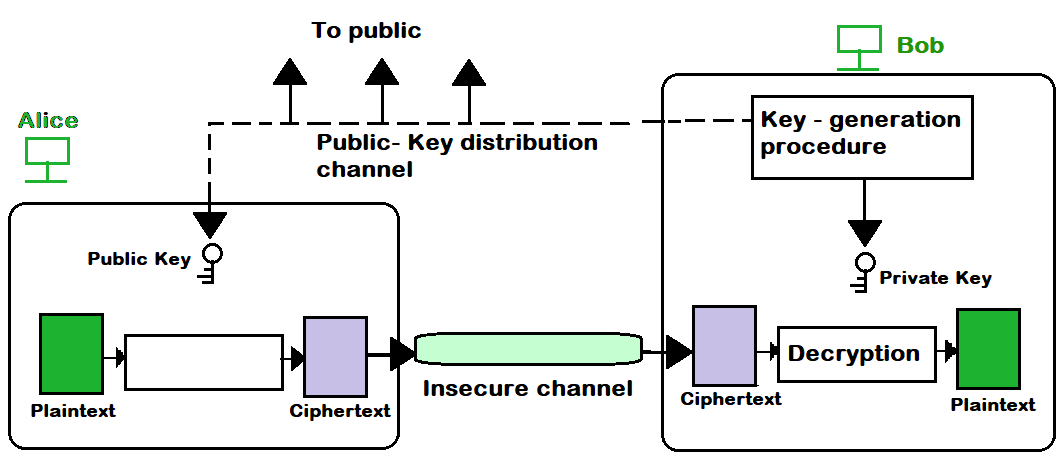 To public
Bob
Alice
Key - generation
procedure
Public- Key distribution
channel
Public Key
Private Key
Decryption
Insecure channel
Plaintext
Ciphertext
Ciphertext
Plaintext